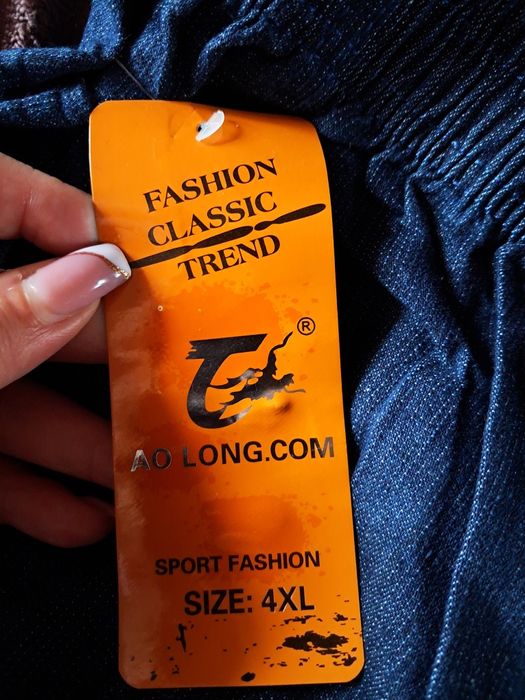 FASHION
CLASSIC
TREND
®
AO LONG.COM
SPORT FASHION
SIZE: 4XL